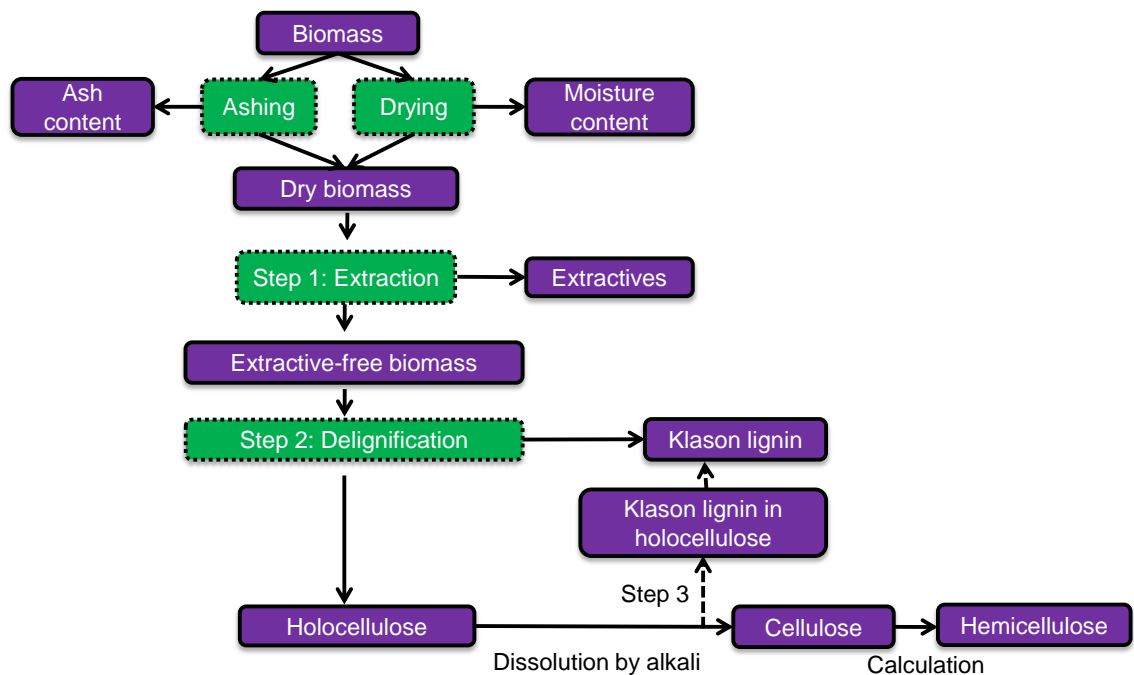 Biomass
Ash
content
Ashing
Drying
Moisture
content
Dry biomass
Step 1: Extraction
Extractives
Extractive-free biomass
Step 2: Delignification
Klason lignin
Klason lignin in
holocellulose
Step 3
Holocellulose
Cellulose
Hemicellulose
Dissolution by alkali
Calculation